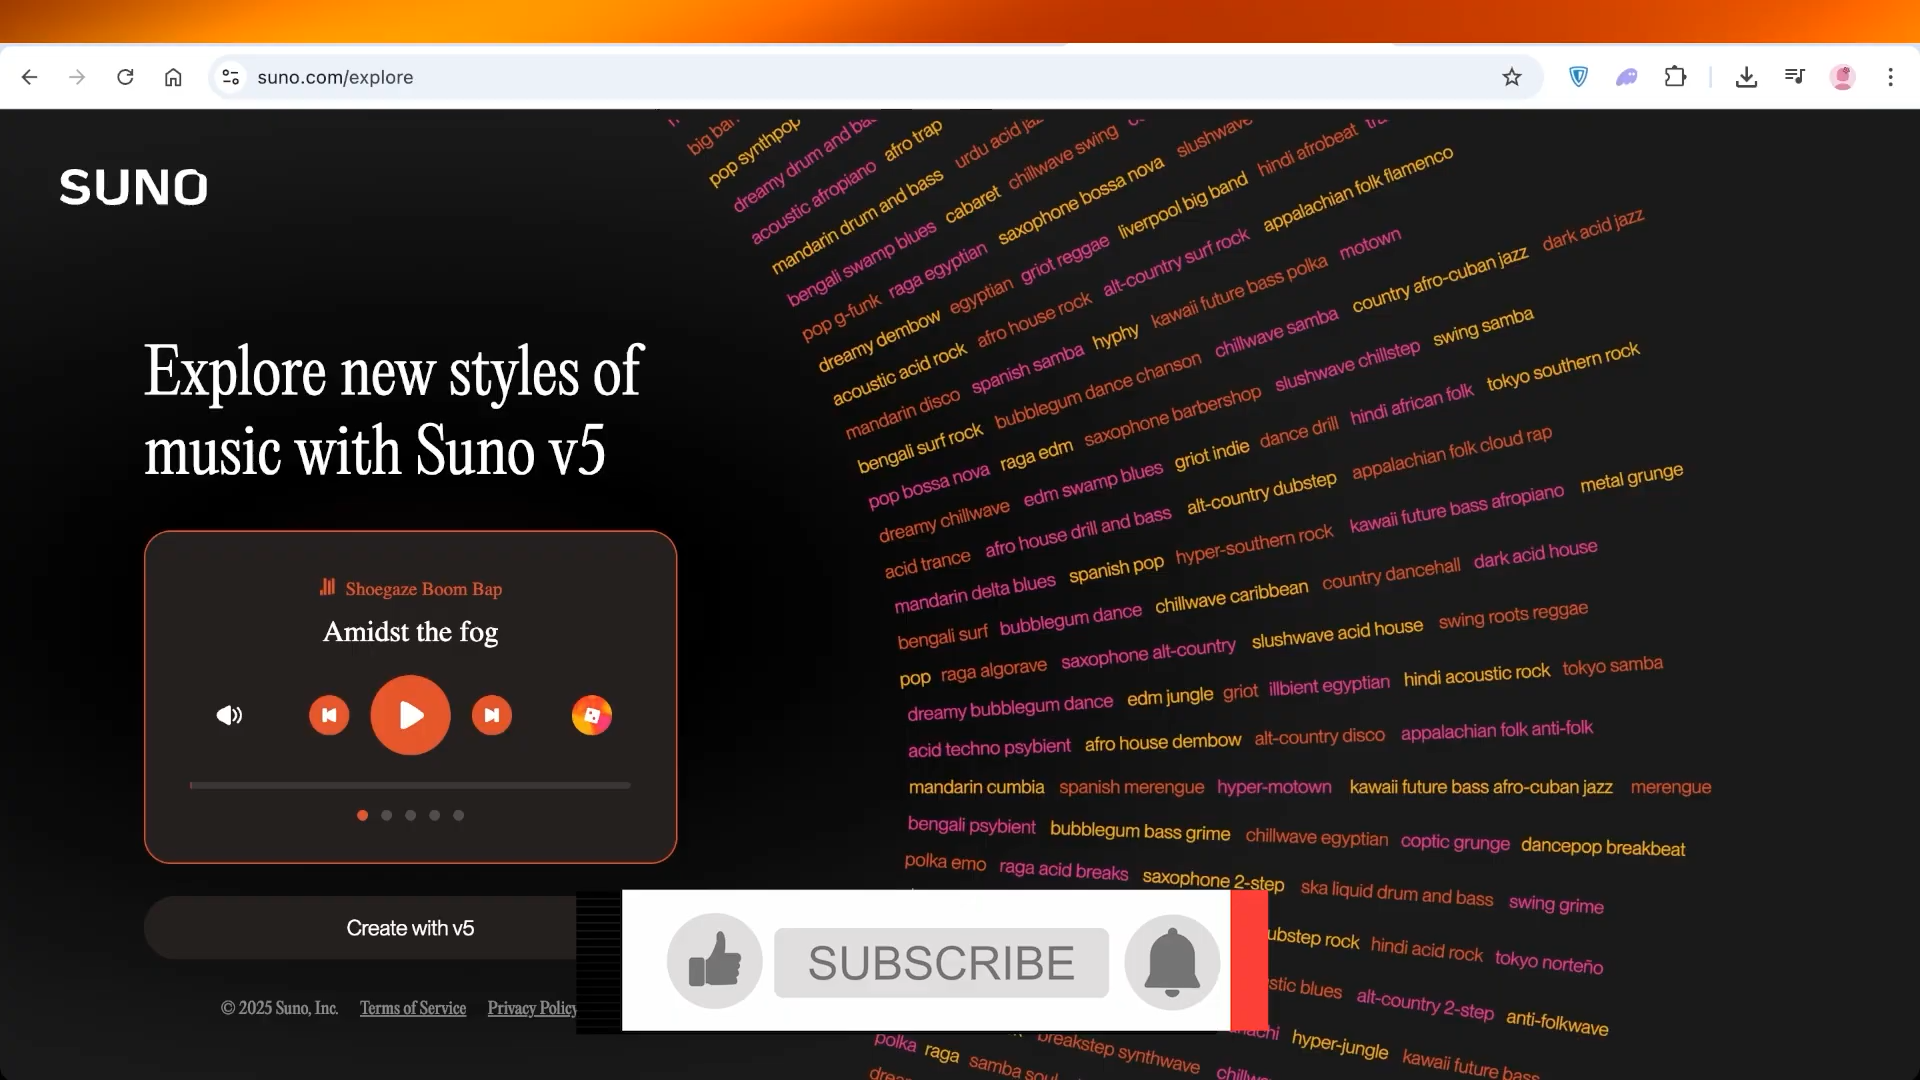 suno.com/explore
SUNO
Explore new styles of
music with Suno v5
Shoegaze Boom Bap
Amidst the fog
Create with v5
© 2025 Suno, Inc. Terms of Service Privacy Policy
SUBSCRIBE
pop synthpop
dreamy drum and afro trap urdu acid
acoustic afropiano
mandarin drum and bass cabaret chillwave swing
bengali swamp blues saxophone bossa nova slushwave
raga egyptian liverpool big band hindi afrobeat
pop g-funk egyptian griot reggae appalachian folk flamenco
dreamy dembow afro house rock alt-country surf rock motown
acoustic acid rock spanish samba hyphy kawaii future bass polka country afro-cuban jazz dark acid jazz
mandarin disco bubblegum dance chanson chillwave samba swing samba
bengali surf rock saxophone barbershop slushwave chillstep tokyo southern rock
pop bossa nova raga edm griot indie dance drill hindi african folk
dreamy chillwave edm swamp blues alt-country dubstep appalachian folk cloud rap
acid trance afro house drill and bass hyper-southern rock kawaii future bass afropiano metal grunge
mandarin delta blues spanish pop chillwave caribbean country dancehall dark acid house
bengali surf bubblegum dance slushwave acid house swing roots reggae
pop raga algorave saxophone alt-country hindi acoustic rock tokyo samba
dreamy bubblegum dance edm jungle griot illbient egyptian
acid techno psybient afro house dembow alt-country disco appalachian folk anti-folk
mandarin cumbia spanish merengue hyper-motown kawaii future bass afro-cuban jazz merengue
bengali psybient bubblegum bass grime chillwave egyptian coptic grunge dancepop breakbeat
polka emo raga acid breaks saxophone 2-step ska liquid drum and bass swing grime
rock hindi acid rock tokyo norteño
blues alt-country 2-step anti-folkwave
hyper-jungle kawaii future
polka raga breakstep synthwave
samba